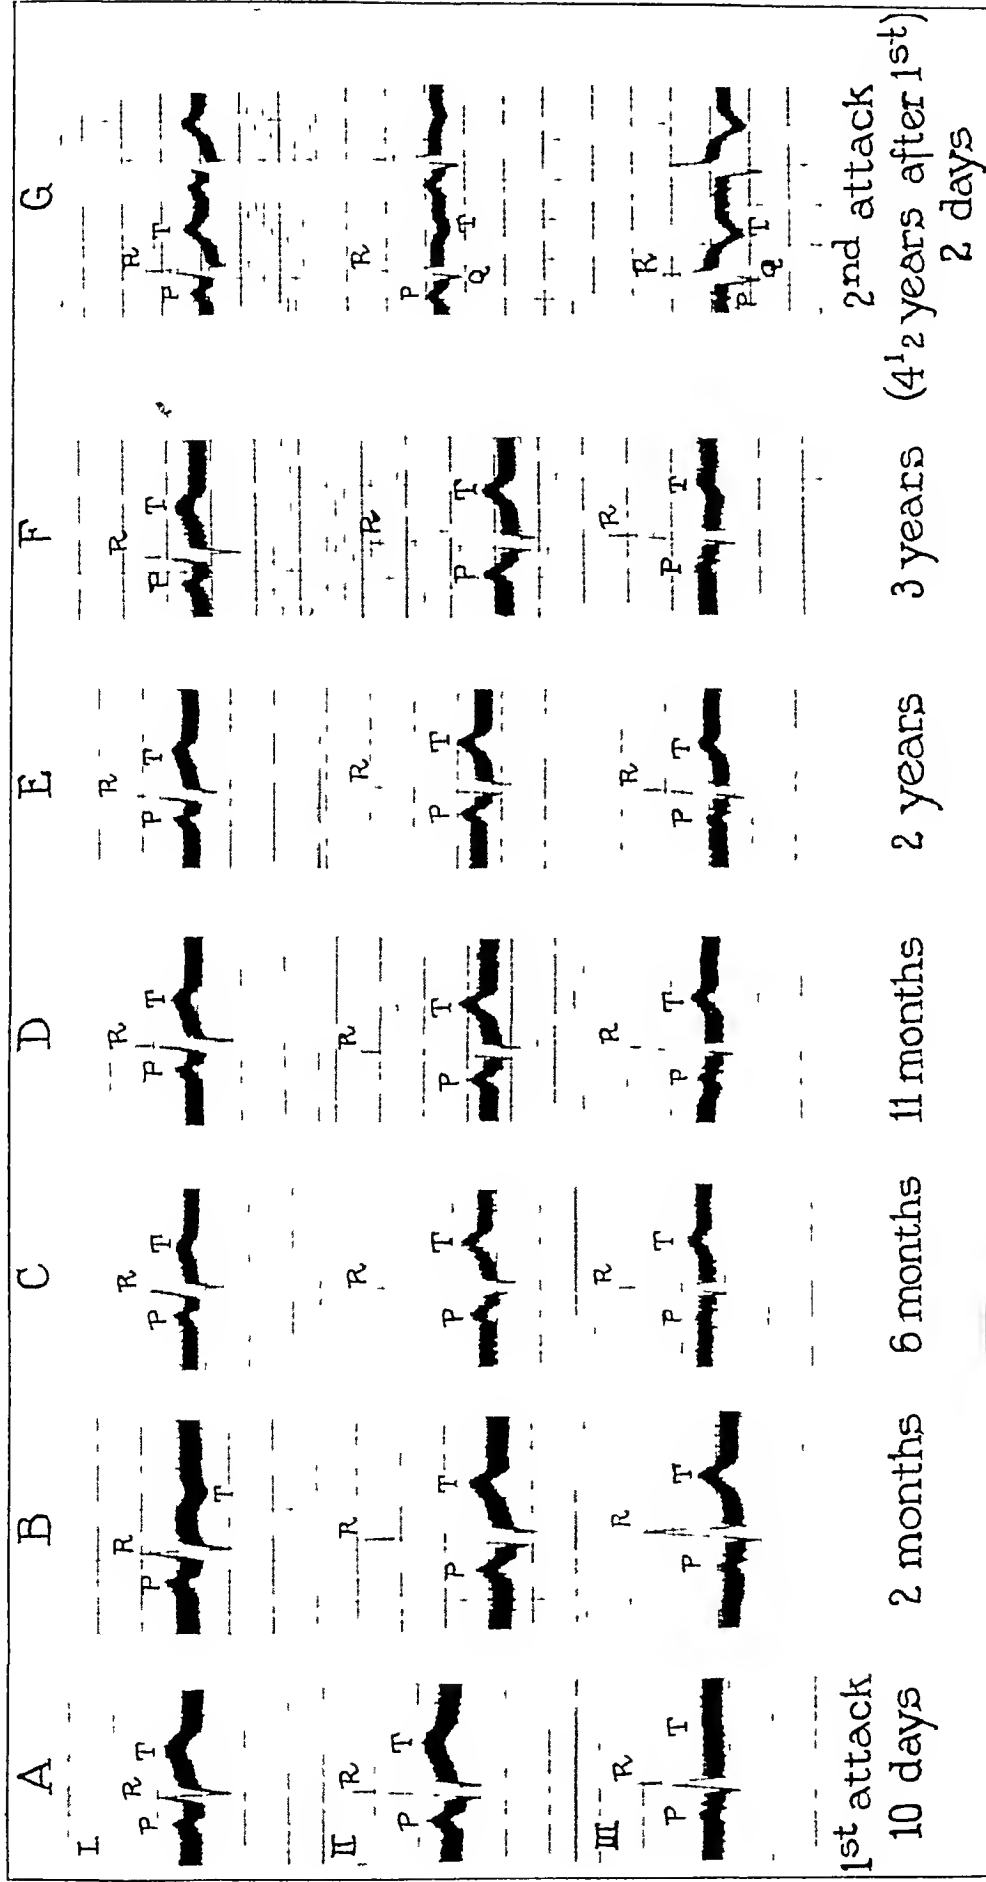 A B C D E F G
I P R T P R T P R T P R T P R T P R T P R T
II P R T P R T P R T P R T P R T P R T P R Q T
III P R T P R T P R T P R T P R T P R T P R Q T
1st attack
10 days
2 months
6 months
11 months
2 years
3 years
2nd attack
(4½ years after 1st)
2 days